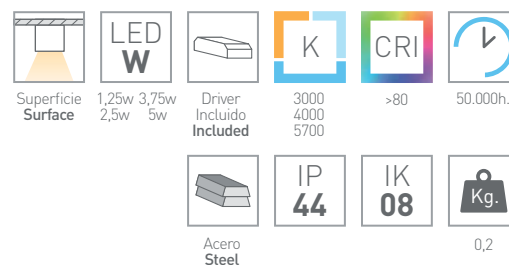 LED
W
K
CRI
Superficie
Surface
1,25w 3,75w
2,5w 5w
Driver
Incluido
Included
3000
4000
5700
>80
50.000h.
IP
44
IK
08
Kg.
Acero
Steel
0,2